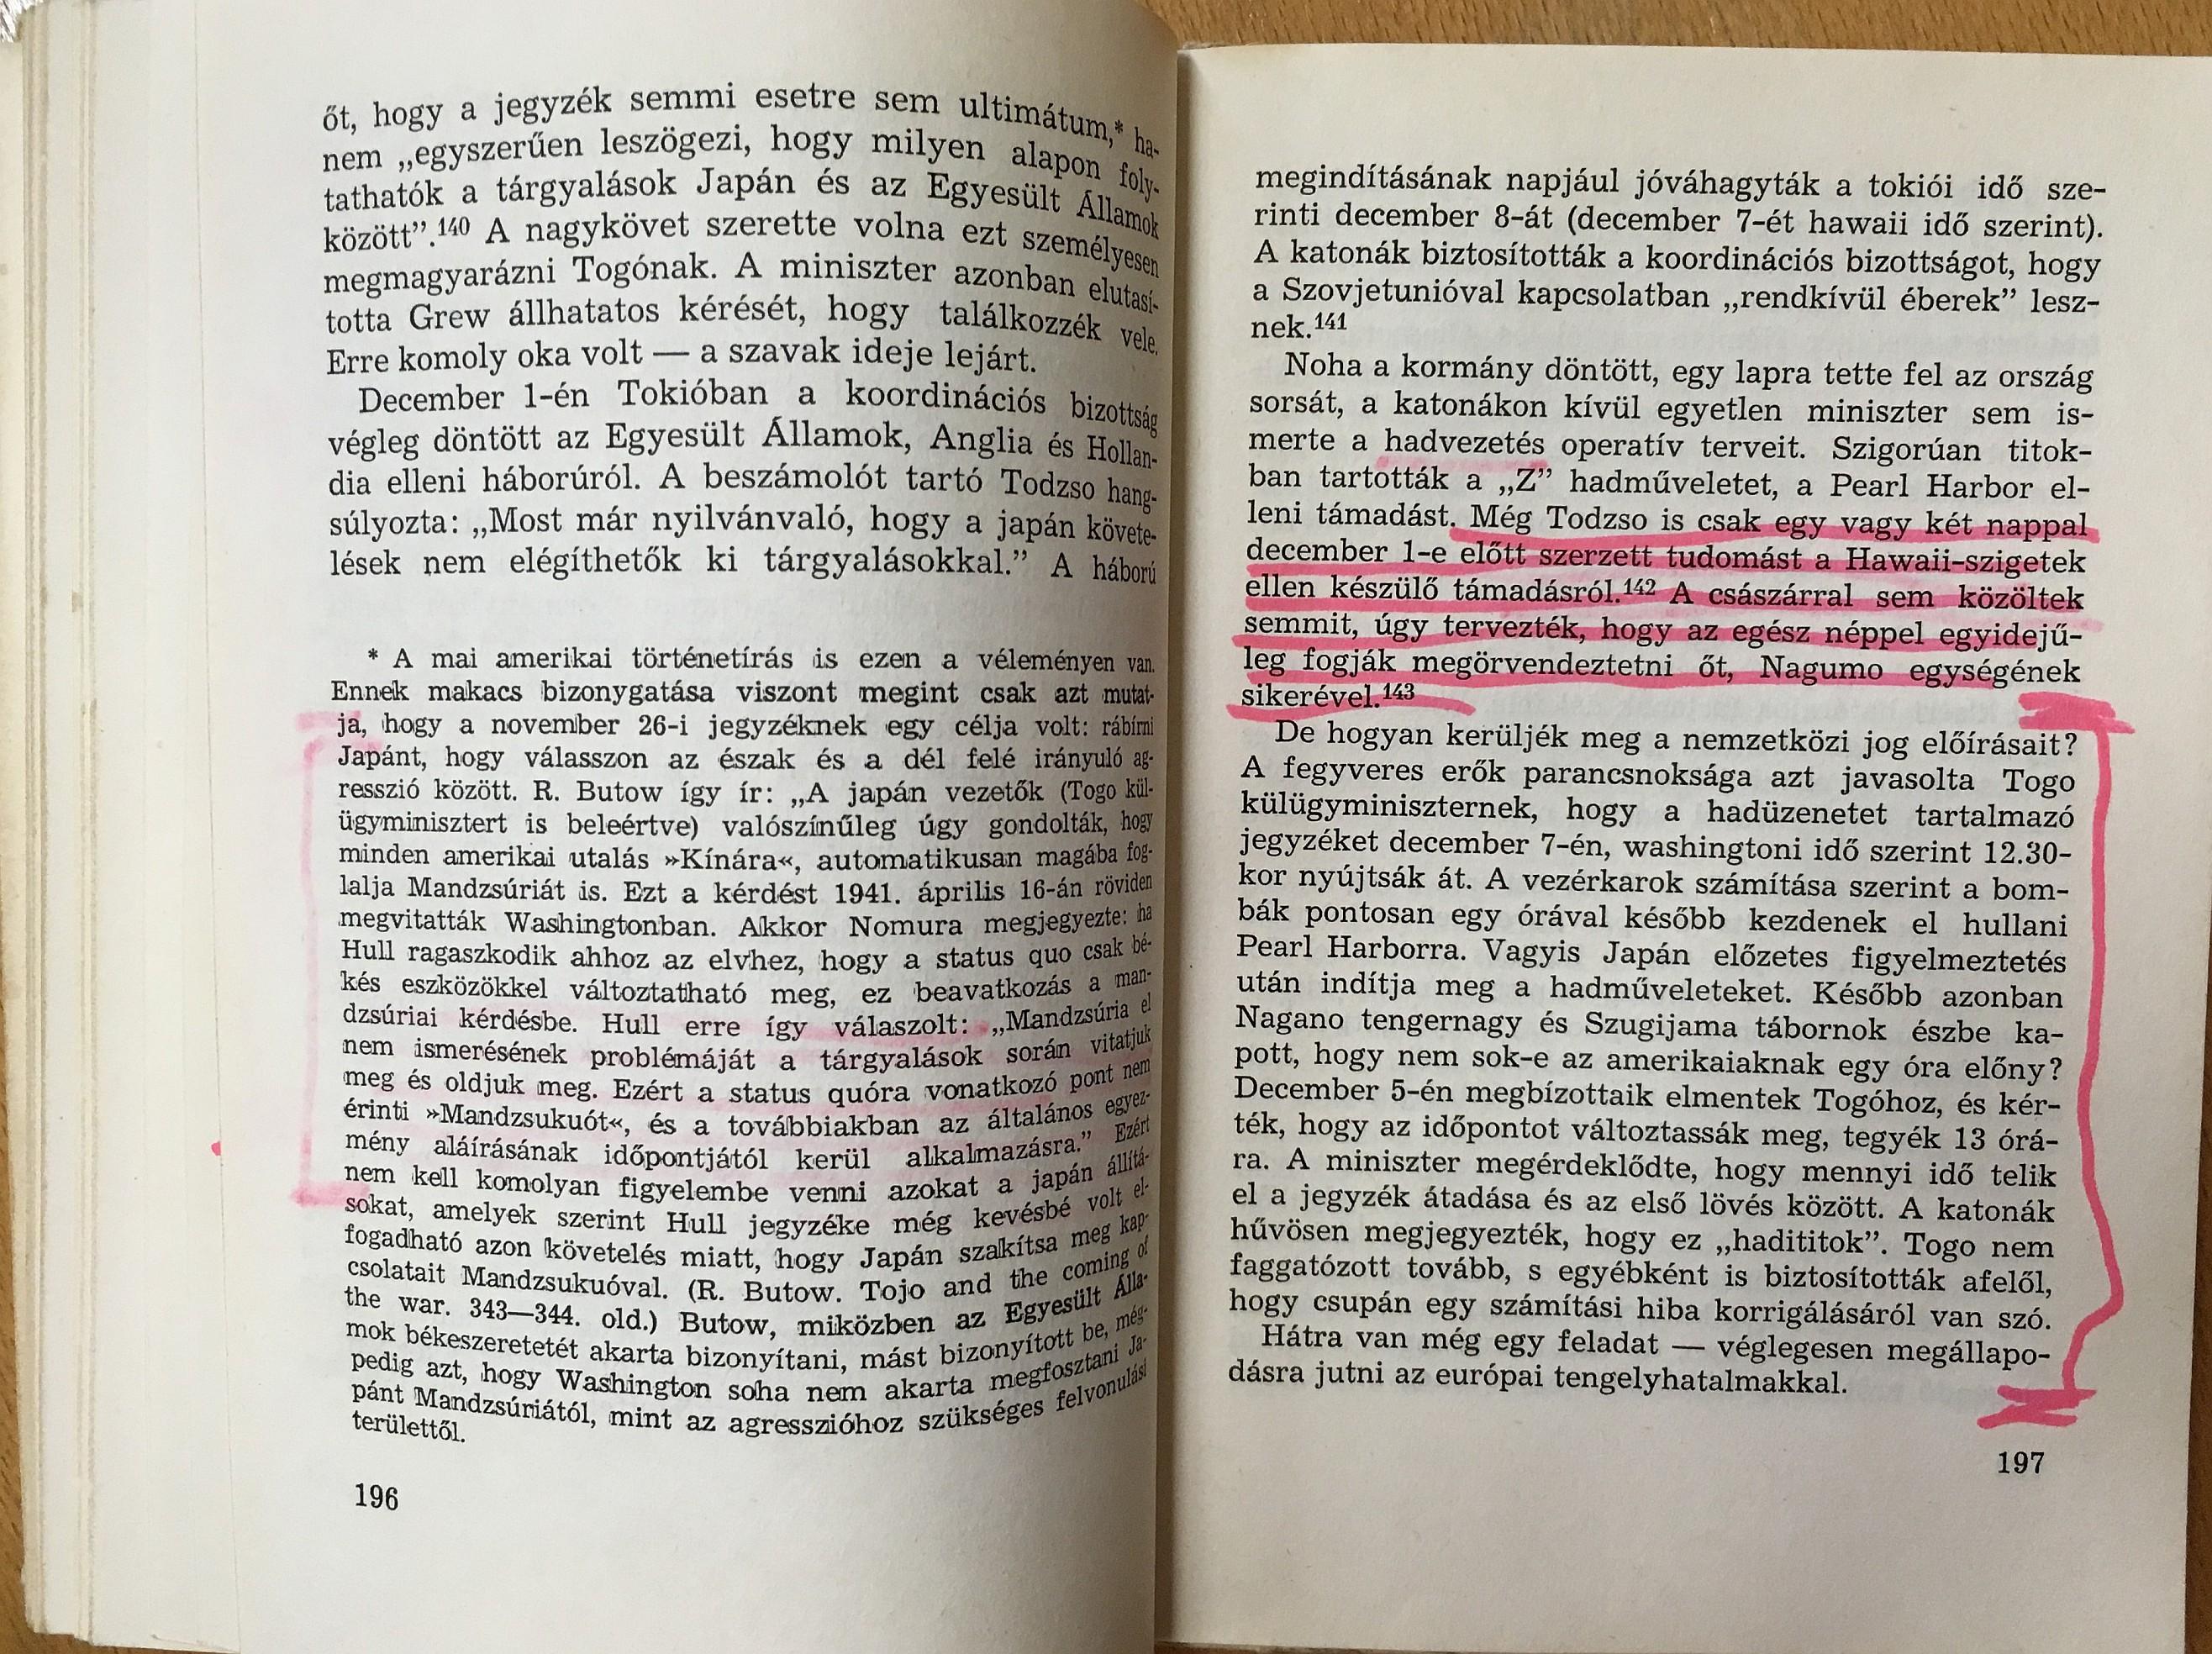 őt, hogy a jegyzék semmi esetre sem ultimátum,* ha-
nem „egyszerűen leszögezi, hogy milyen alapon foly-
tathatók a tárgyalások Japán és az Egyesült Államok
között”.140 A nagykövet szerette volna ezt személyesen
megmagyarázni Togónak. A miniszter azonban elutasí-
totta Grew állhatatos kérését, hogy találkozzék vele.
Erre komoly oka volt — a szavak ideje lejárt.
December 1-én Tokióban a koordinációs bizottság
végleg döntött az Egyesült Államok, Anglia és Hollan-
dia elleni háborúról. A beszámolót tartó Todzso hang-
súlyozta: „Most már nyilvánvaló, hogy a japán követe-
lések nem elégíthetők ki tárgyalásokkal.” A háború
* A mai amerikai történetírás is ezen a véleményen van.
Ennek makacs bizonygatása viszont megint csak azt mutat-
ja, hogy a november 26-i jegyzéknek egy célja volt: rábírni
Japánt, hogy válasszon az észak és a dél felé irányuló ag-
resszió között. R. Butow így ír: „A japán vezetők (Togo kül-
ügyminisztert is beleértve) valószínűleg úgy gondolták, hogy
minden amerikai utalás »Kínára«, automatikusan magába fog-
lalja Mandzsúriát is. Ezt a kérdést 1941. április 16-án röviden
megvitatták Washingtonban. Akkor Nomura megjegyezte: ha
Hull ragaszkodik ahhoz az elvhez, hogy a status quo csak bé-
kés eszközökkel változtatható meg, ez beavatkozás a man-
dzsúriai kérdésbe. Hull erre így válaszolt: „Mandzsúria el
nem ismerésének problémáját a tárgyalások során vitatjuk
meg és oldjuk meg. Ezért a status quóra vonatkozó pont nem
érinti »Mandzsukuót«, és a továbbiakban az általános egyez-
mény aláírásának időpontjától kerül alkalmazásra.” Ezért
nem kell komolyan figyelembe venni azokat a japán állítá-
sokat, amelyek szerint Hull jegyzéke még kevésbé volt el-
fogadható azon követelés miatt, hogy Japán szakítsa meg kap-
csolatait Mandzsukuóval. (R. Butow. Tojo and the coming of
the war. 343—344. old.) Butow, miközben az Egyesült Álla-
mok békeszeretetét akarta bizonyítani, mást bizonyított be, még-
pedig azt, hogy Washington soha nem akarta megfosztani Ja-
pánt Mandzsúriától, mint az agresszióhoz szükséges felvonulási
területtől.
196
megindításának napjául jóváhagyták a tokiói idő sze-
rinti december 8-át (december 7-ét hawaii idő szerint).
A katonák biztosították a koordinációs bizottságot, hogy
a Szovjetunióval kapcsolatban „rendkívül éberek” lesz-
nek.141
Noha a kormány döntött, egy lapra tette fel az ország
sorsát, a katonákon kívül egyetlen miniszter sem is-
merte a hadvezetés operatív terveit. Szigorúan titok-
ban tartották a „Z” hadműveletet, a Pearl Harbor el-
leni támadást. Még Todzso is csak egy vagy két nappal
december 1-e előtt szerzett tudomást a Hawaii-szigetek
ellen készülő támadásról.142 A császárral sem közöltek
semmit, úgy tervezték, hogy az egész néppel egyidejű-
leg fogják megörvendeztetni őt, Nagumo egységének
sikerével.143
De hogyan kerüljék meg a nemzetközi jog előírásait?
A fegyveres erők parancsnoksága azt javasolta Togo
külügyminiszternek, hogy a hadüzenetet tartalmazó
jegyzéket december 7-én, washingtoni idő szerint 12.30-
kor nyújtsák át. A vezérkarok számítása szerint a bom-
bák pontosan egy órával később kezdenek el hullani
Pearl Harborra. Vagyis Japán előzetes figyelmeztetés
után indítja meg a hadműveleteket. Később azonban
Nagano tengernagy és Szugijama tábornok észbe ka-
pott, hogy nem sok-e az amerikaiaknak egy óra előny?
December 5-én megbízottaik elmentek Togóhoz, és kér-
ték, hogy az időpontot változtassák meg, tegyék 13 órá-
ra. A miniszter megérdeklődte, hogy mennyi idő telik
el a jegyzék átadása és az első lövés között. A katonák
hűvösen megjegyezték, hogy ez „hadititok”. Togo nem
faggatózott tovább, s egyébként is biztosították afelől,
hogy csupán egy számítási hiba korrigálásáról van szó.
Hátra van még egy feladat — véglegesen megállapo-
dásra jutni az európai tengelyhatalmakkal.
197